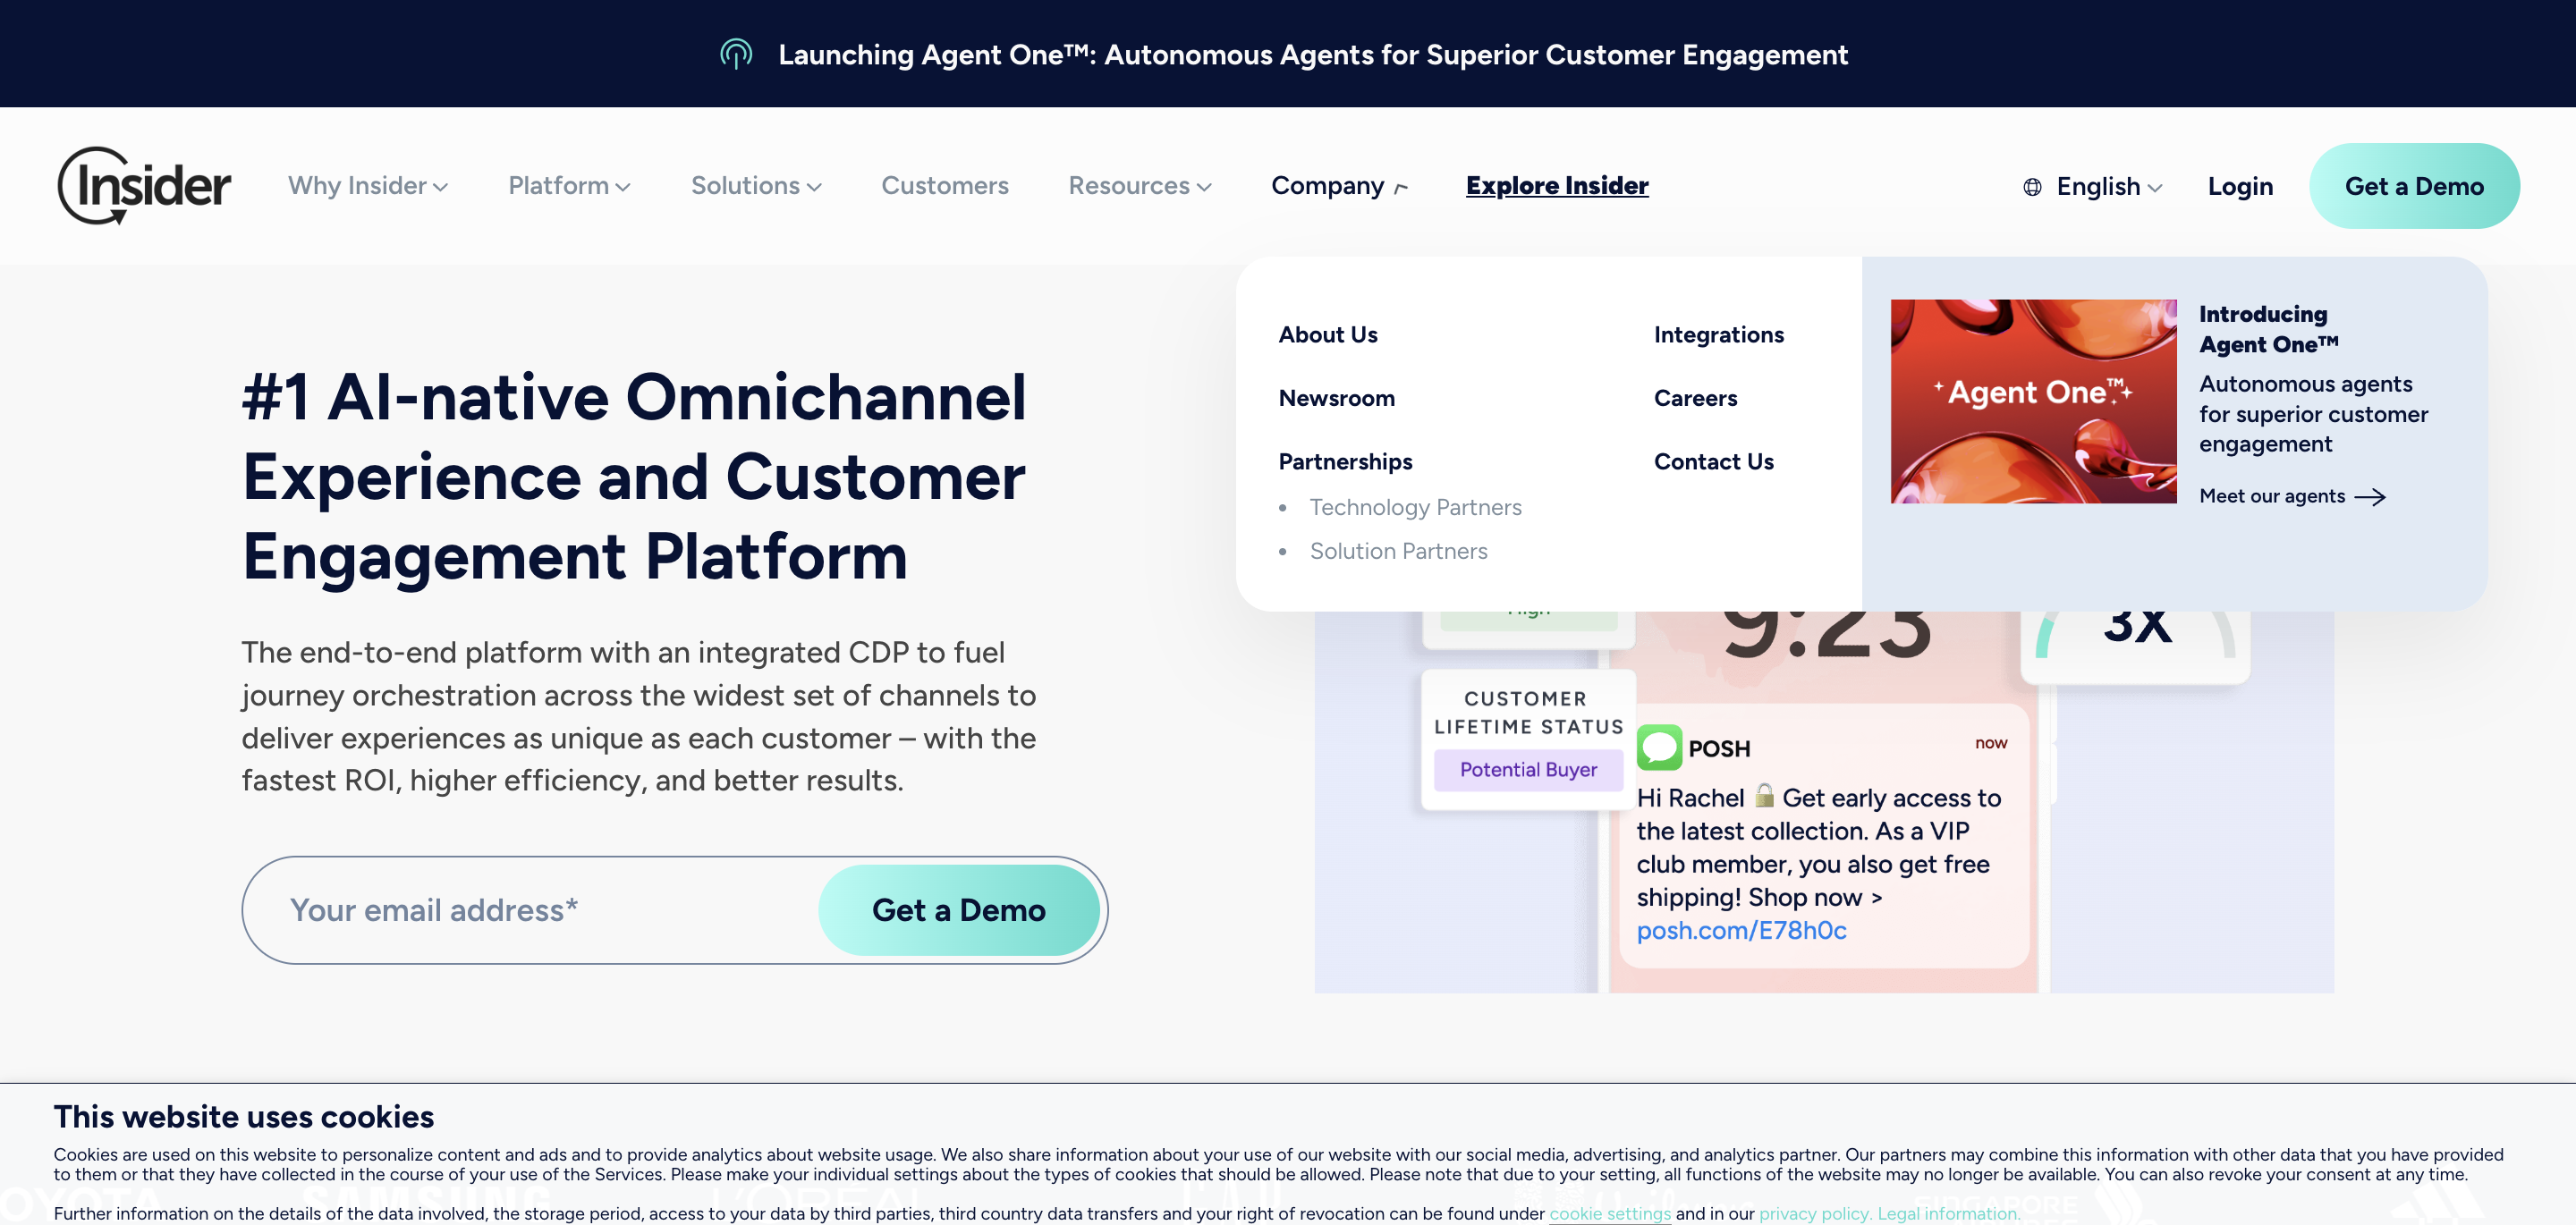 Launching Agent One™: Autonomous Agents for Superior Customer Engagement
Insider
Why Insider
Platform
Solutions
Customers
Resources
Company
Explore Insider
English
Login
Get a Demo
About Us
Newsroom
Partnerships
• Technology Partners
• Solution Partners
Integrations
Careers
Contact Us
Agent One™
Introducing
Agent One™
Autonomous agents
for superior customer
engagement
Meet our agents
#1 AI-native Omnichannel
Experience and Customer
Engagement Platform
The end-to-end platform with an integrated CDP to fuel
journey orchestration across the widest set of channels to
deliver experiences as unique as each customer – with the
fastest ROI, higher efficiency, and better results.
Your email address*
Get a Demo
High
9:23
3X
CUSTOMER
LIFETIME STATUS
Potential Buyer
POSH
now
Hi Rachel 🔓 Get early access to
the latest collection. As a VIP
club member, you also get free
shipping! Shop now >
posh.com/E78h0c
This website uses cookies
Cookies are used on this website to personalize content and ads and to provide analytics about website usage. We also share information about your use of our website with our social media, advertising, and analytics partner. Our partners may combine this information with other data that you have provided
to them or that they have collected in the course of your use of the Services. Please make your individual settings about the types of cookies that should be allowed. Please note that due to your setting, all functions of the website may no longer be available. You can also revoke your consent at any time.
Further information on the details of the data involved, the storage period, access to your data by third parties, third country data transfers and your right of revocation can be found under cookie settings and in our privacy policy. Legal information.
SAMSUNG